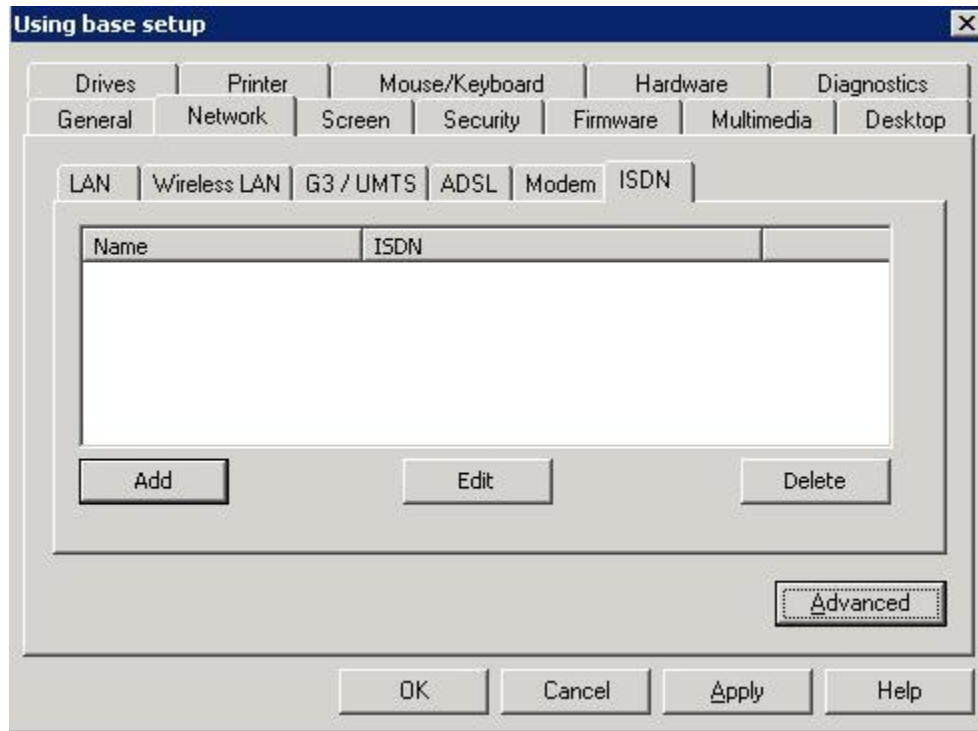 Using base setup
Drives Printer Mouse/Keyboard Hardware Diagnostics
General Network Screen Security Firmware Multimedia Desktop
LAN Wireless LAN G3 / UMTS ADSL Modem ISDN
Name ISDN
Add Edit Delete
Advanced
OK Cancel Apply Help